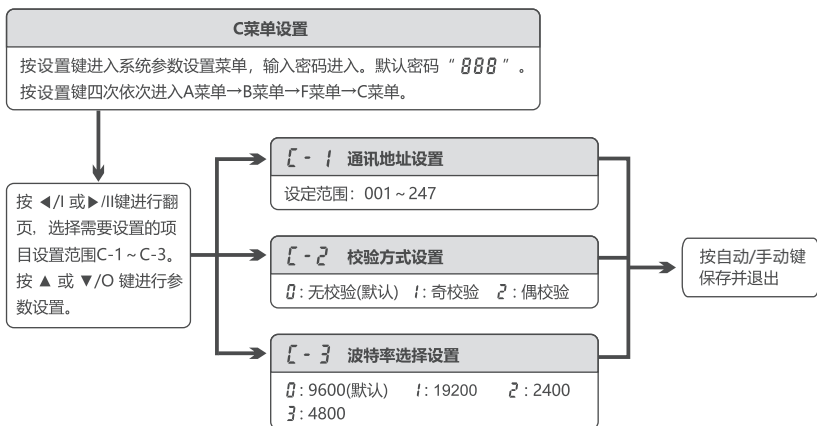 C菜单设置
按设置键进入系统参数设置菜单，输入密码进入。默认密码“888”。
按设置键四次依次进入A菜单→B菜单→F菜单→C菜单。
按 ◀/I 或▶/II键进行翻
页，选择需要设置的项
目设置范围C-1～C-3。
按 ▲ 或 ▼/O 键进行参
数设置。
C-1 通讯地址设置
设定范围：001～247
C-2 校验方式设置
0：无校验(默认) 1：奇校验 2：偶校验
C-3 波特率选择设置
0：9600(默认) 1：19200 2：2400
3：4800
按自动/手动键
保存并退出